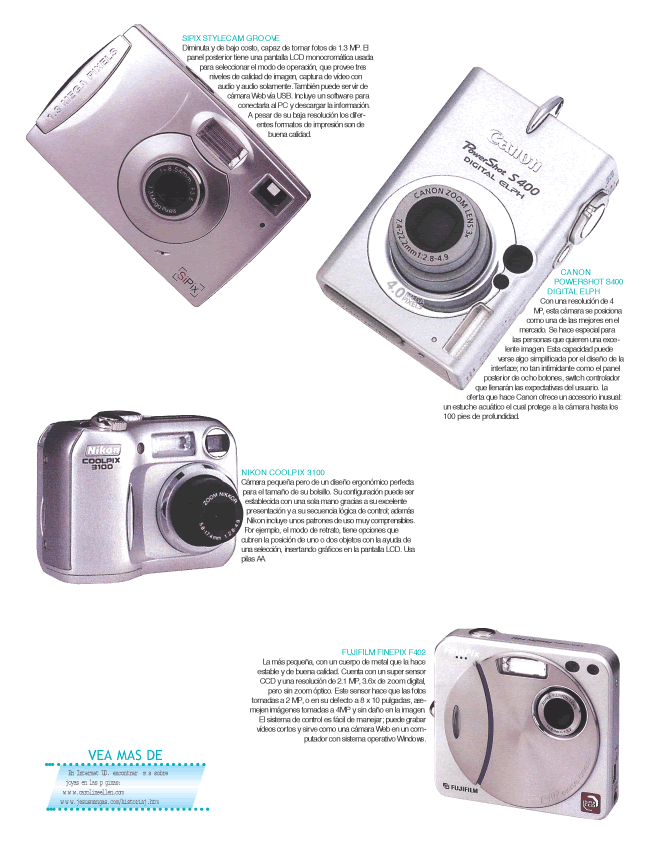 SIPIX STYLECAM GROOVE
Diminuta y de bajo costo, capaz de tomar fotos de 1.3 MP. El
panel posterior tiene una pantalla LCD monocromática usada
para seleccionar el modo de operación, que provee tres
niveles de calidad de imagen, captura de video con
audio y audio solamente. También puede servir de
cámara Web vía USB. Incluye un software para
conectarla al PC y descargar la información.
A pesar de su baja resolución los difer-
entes formatos de impresión son de
buena calidad.
1.3 MEGA PIXELS
SiPix
Canon
PowerShot S400
DIGITAL ELPH
CANON ZOOM LENS 3x
7.4-22.2mm 1:2.8-4.9
4.0 MEGA PIXELS
CANON
POWERSHOT S400
DIGITAL ELPH
Con una resolución de 4
MP, esta cámara se posiciona
como una de las mejores en el
mercado. Se hace especial para
las personas que quieren una exce-
lente imagen. Esta capacidad puede
verse algo simplificada por el diseño de la
interface; no tan intimidante como el panel
posterior de ocho botones, switch controlador
que llenarán las expectativas del usuario. La
oferta que hace Canon ofrece un accesorio inusual:
un estuche acuático el cual protege a la cámara hasta los
100 pies de profundidad.
Nikon
COOLPIX
3100
ZOOM NIKKOR
NIKON COOLPIX 3100
Cámara pequeña pero de un diseño ergonómico perfecta
para el tamaño de su bolsillo. Su configuración puede ser
establecida con una sola mano gracias a su excelente
presentación y a su secuencia lógica de control; además
Nikon incluye unos patrones de uso muy comprensibles.
Por ejemplo, el modo de retrato, tiene opciones que
cubren la posición de uno o dos objetos con la ayuda de
una selección, insertando gráficos en la pantalla LCD. Usa
pilas AA
FUJIFILM FINEPIX F402
La más pequeña, con un cuerpo de metal que la hace
estable y de buena calidad. Cuenta con un super sensor
CCD y una resolución de 2.1 MP, 3.6x de zoom digital,
pero sin zoom óptico. Este sensor hace que las fotos
tomadas a 2 MP, o en su defecto a 8 x 10 pulgadas, ase-
mejen imágenes tomadas a 4MP y sin daño en la imagen.
El sistema de control es fácil de manejar; puede grabar
videos cortos y sirve como una cámara Web en un com-
putador con sistema operativo Windows.
FinePix
FUJIFILM
VEA MAS DE
En Internet UD. encontrar m s sobre
joyas en las p ginas:
www.jesusmangas.com/historiaj.htm